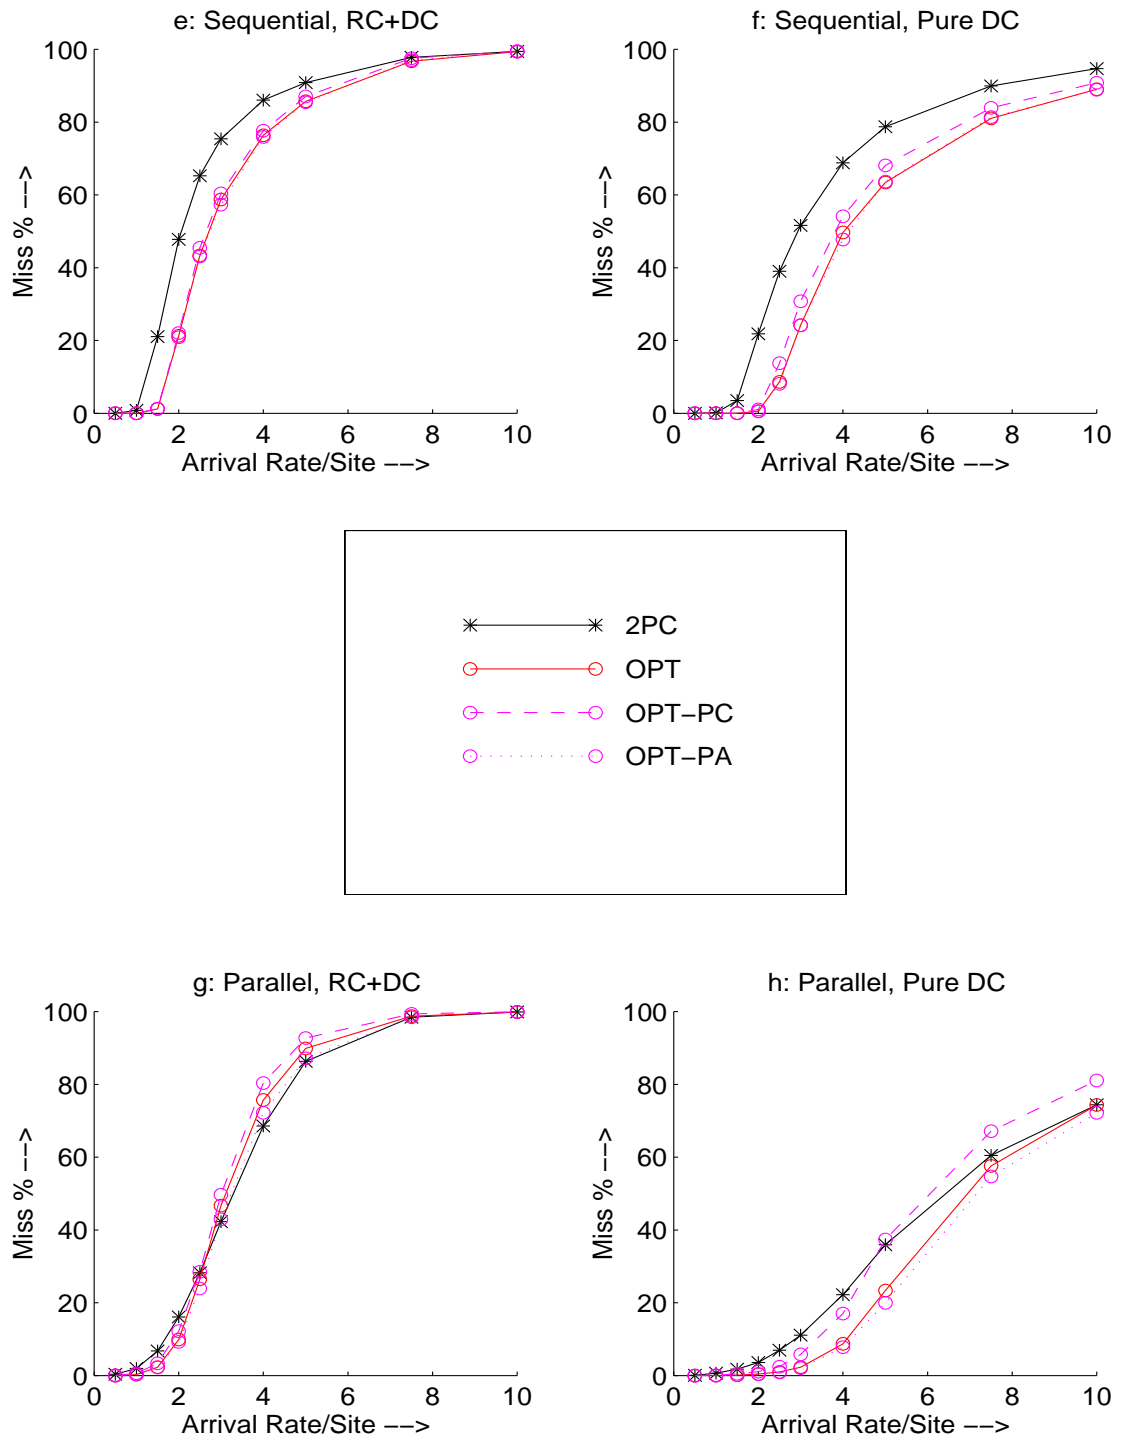 e: Sequential, RC+DC
100
80
60
40
20
0
Miss % −−>
0 2 4 6 8 10
Arrival Rate/Site −−>
f: Sequential, Pure DC
100
80
60
40
20
0
Miss % −−>
0 2 4 6 8 10
Arrival Rate/Site −−>
2PC
OPT
OPT−PC
OPT−PA
g: Parallel, RC+DC
100
80
60
40
20
0
Miss % −−>
0 2 4 6 8 10
Arrival Rate/Site −−>
h: Parallel, Pure DC
100
80
60
40
20
0
Miss % −−>
0 2 4 6 8 10
Arrival Rate/Site −−>